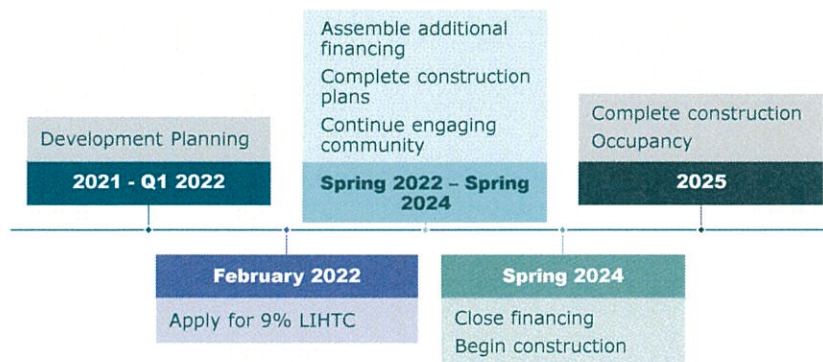 Development Planning
2021 - Q1 2022
February 2022
Apply for 9% LIHTC
Assemble additional
financing
Complete construction
plans
Continue engaging
community
Spring 2022 – Spring
2024
Spring 2024
Close financing
Begin construction
Complete construction
Occupancy
2025